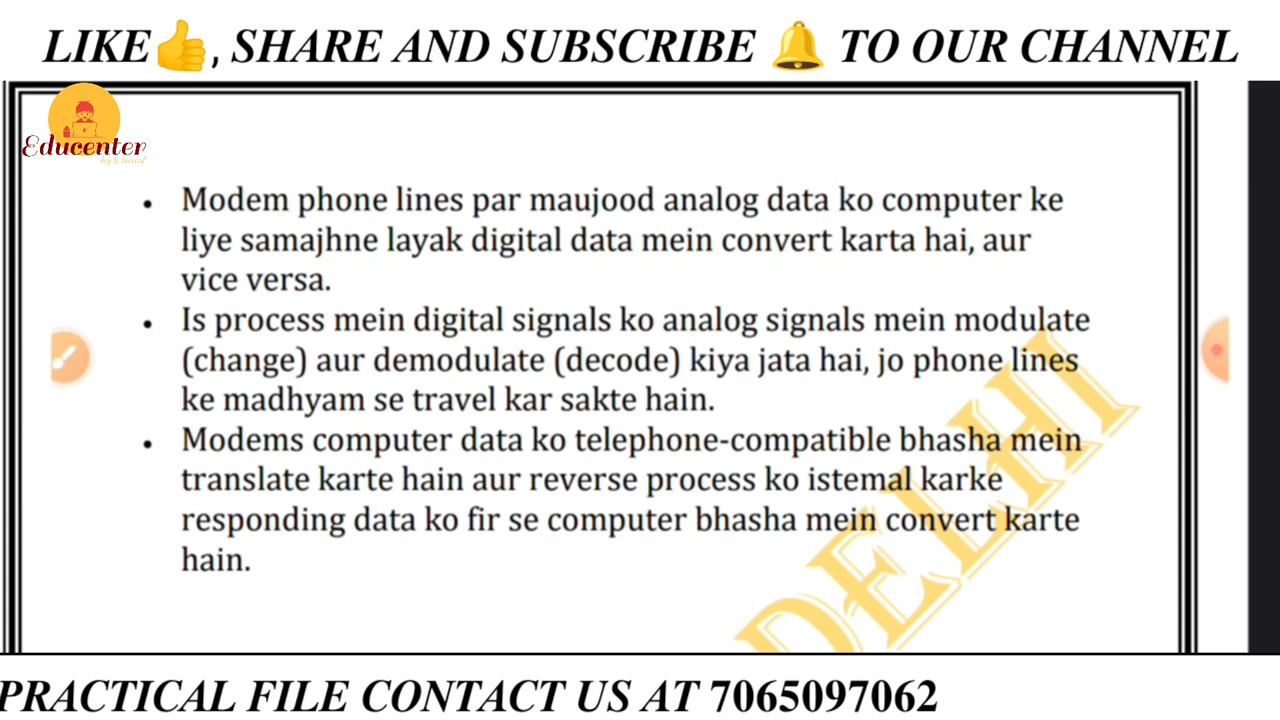 LIKE👍, SHARE AND SUBSCRIBE 🔔 TO OUR CHANNEL
Educenter
key to success
• Modem phone lines par maujood analog data ko computer ke
liye samajhne layak digital data mein convert karta hai, aur
vice versa.
• Is process mein digital signals ko analog signals mein modulate
(change) aur demodulate (decode) kiya jata hai, jo phone lines
ke madhyam se travel kar sakte hain.
• Modems computer data ko telephone-compatible bhasha mein
translate karte hain aur reverse process ko istemal karke
responding data ko fir se computer bhasha mein convert karte
hain.
DELHI
PRACTICAL FILE CONTACT US AT 7065097062